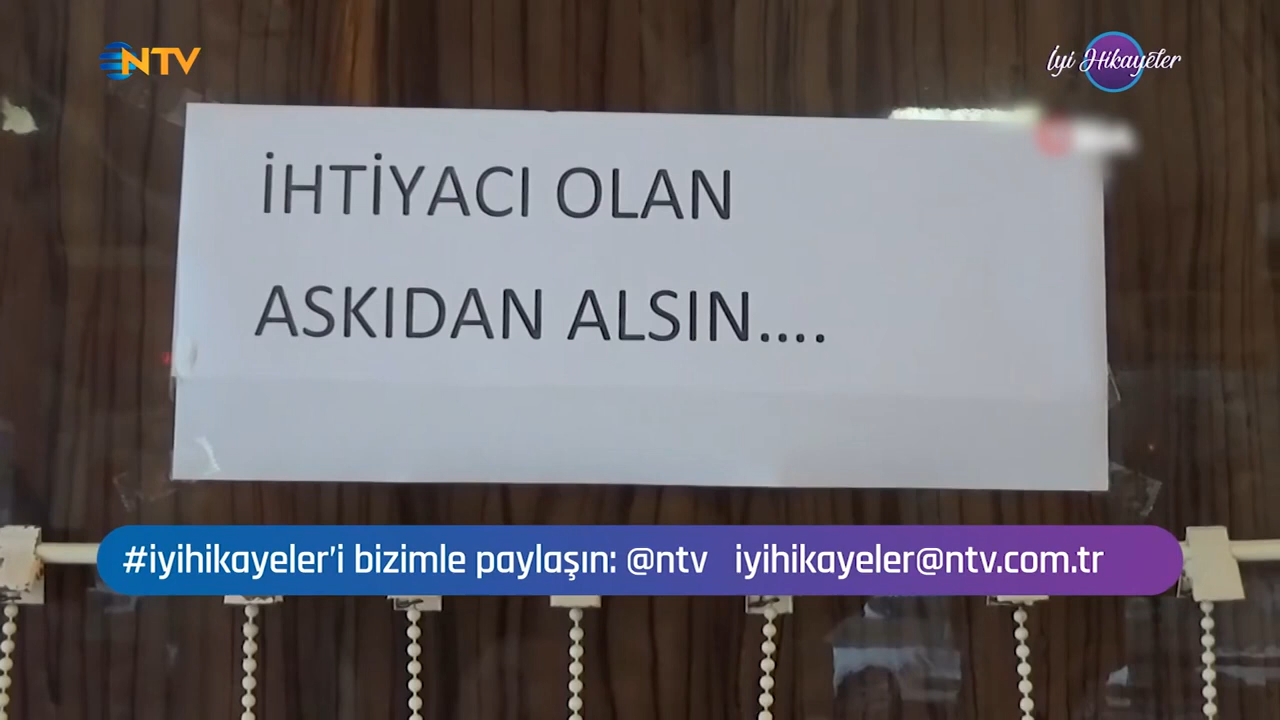 NTV
İyi Hikayeler
İHTİYACI OLAN
ASKIDAN ALSIN....
#iyihikayeler'i bizimle paylaşın: @ntv iyihikayeler@ntv.com.tr